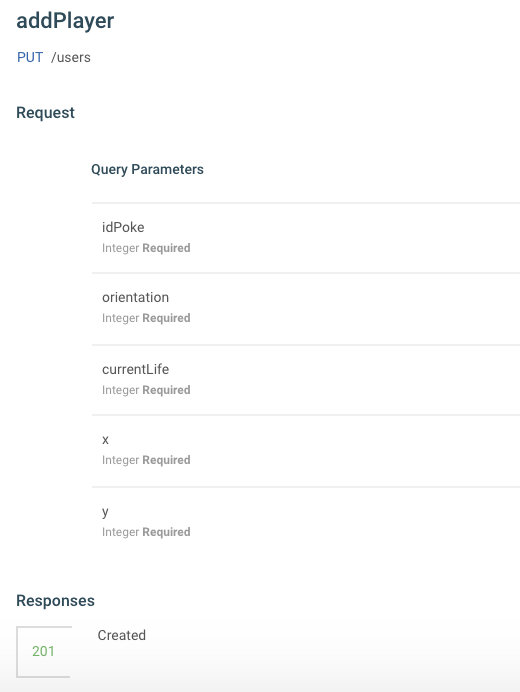 addPlayer
PUT /users
Request
Query Parameters
idPoke
Integer Required
orientation
Integer Required
currentLife
Integer Required
x
Integer Required
y
Integer Required
Responses
201 Created